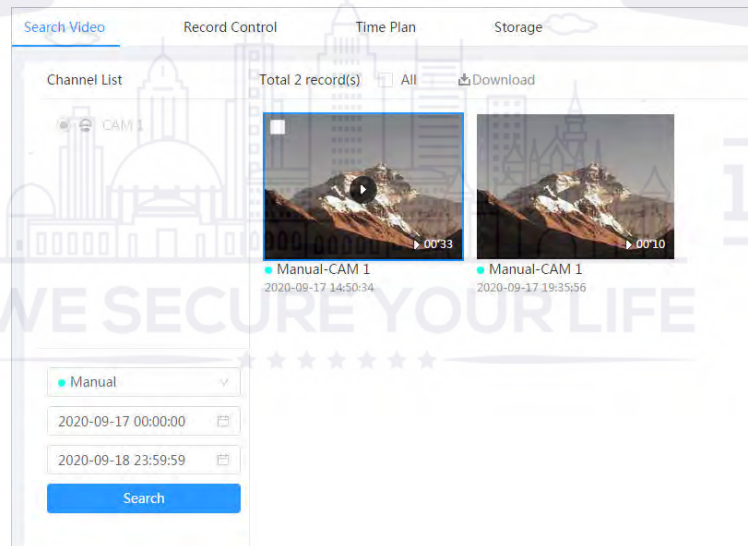 Search Video Record Control Time Plan Storage
Channel List
Total 2 record(s) All Download
CAM 1
00'33
00'10
Manual-CAM 1
2020-09-17 14:50:34
Manual-CAM 1
2020-09-17 19:35:56
WE SECURE YOUR LIFE
Manual
2020-09-17 00:00:00
2020-09-18 23:59:59
Search